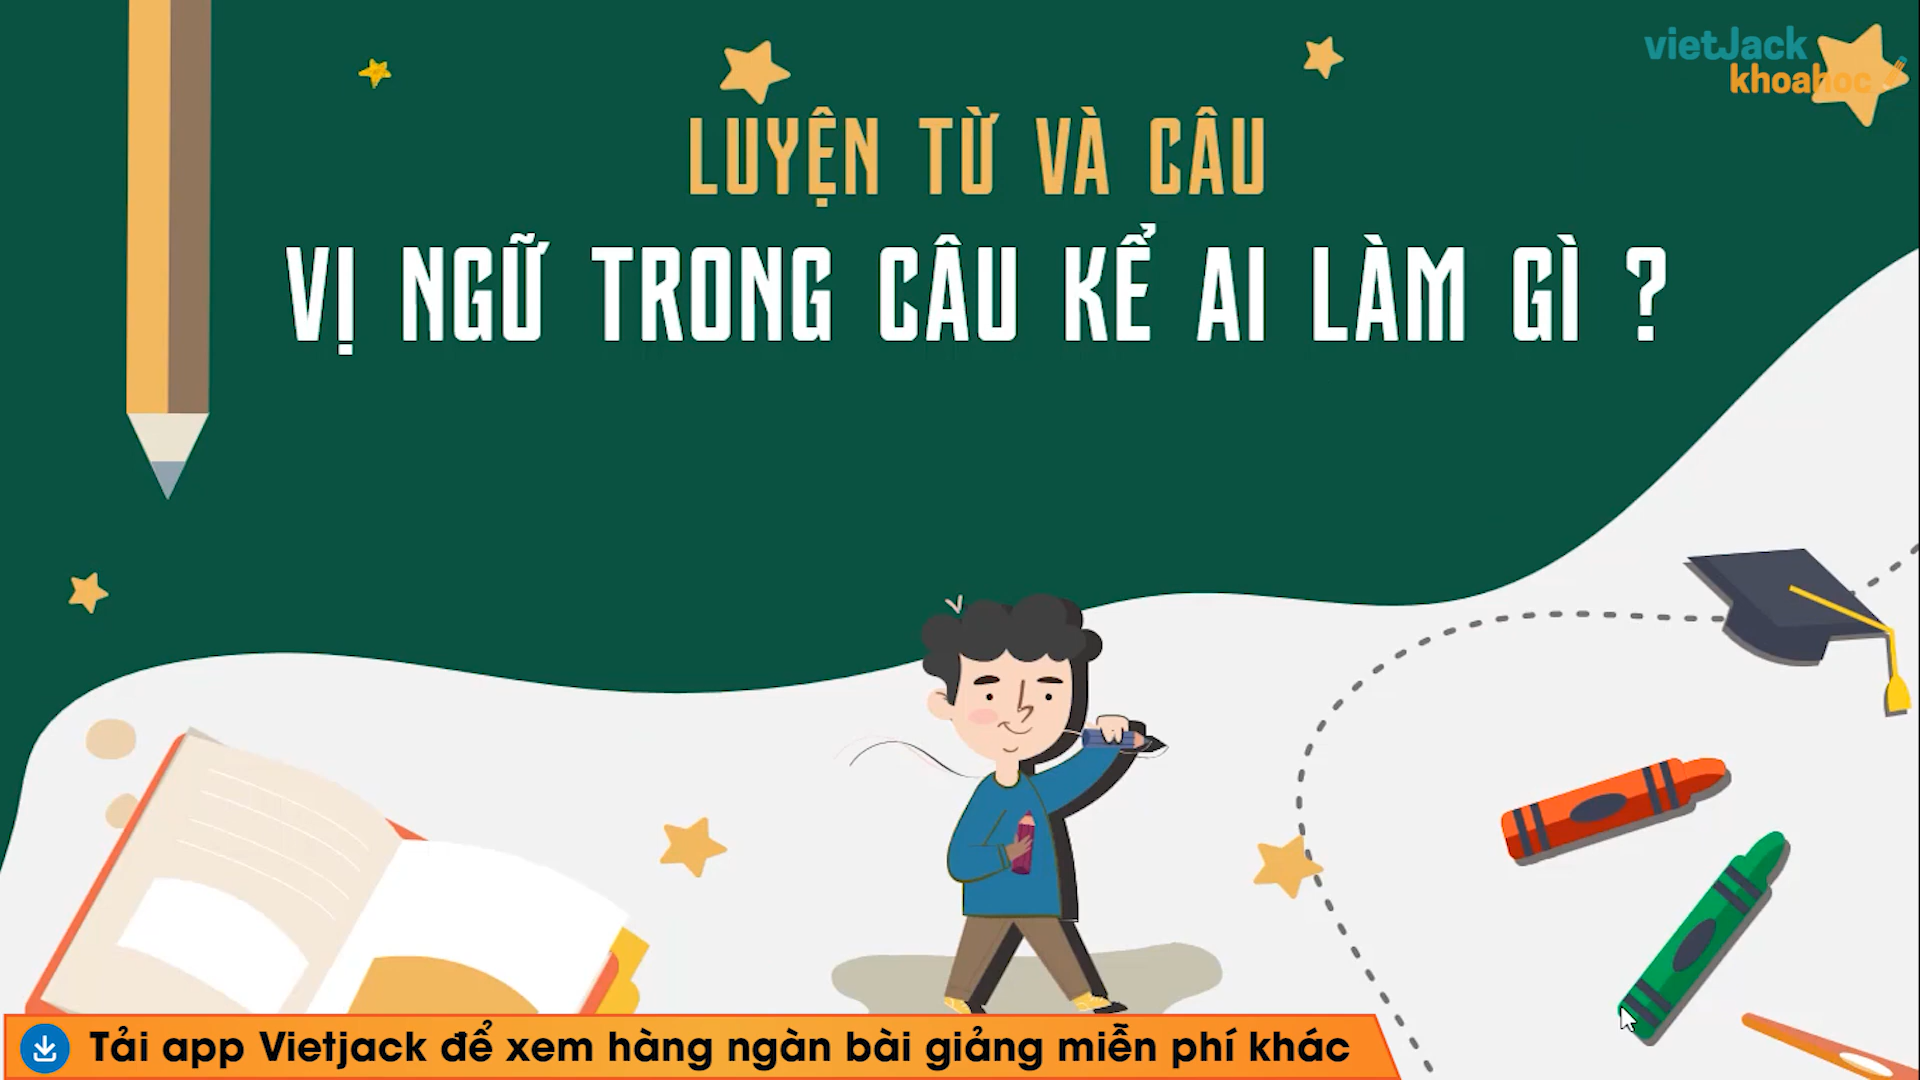 vietJack
khoahoc
LUYỆN TỪ VÀ CÂU
VỊ NGỮ TRONG CÂU KỂ AI LÀM GÌ ?
Tải app Vietjack để xem hàng ngàn bài giảng miễn phí khác